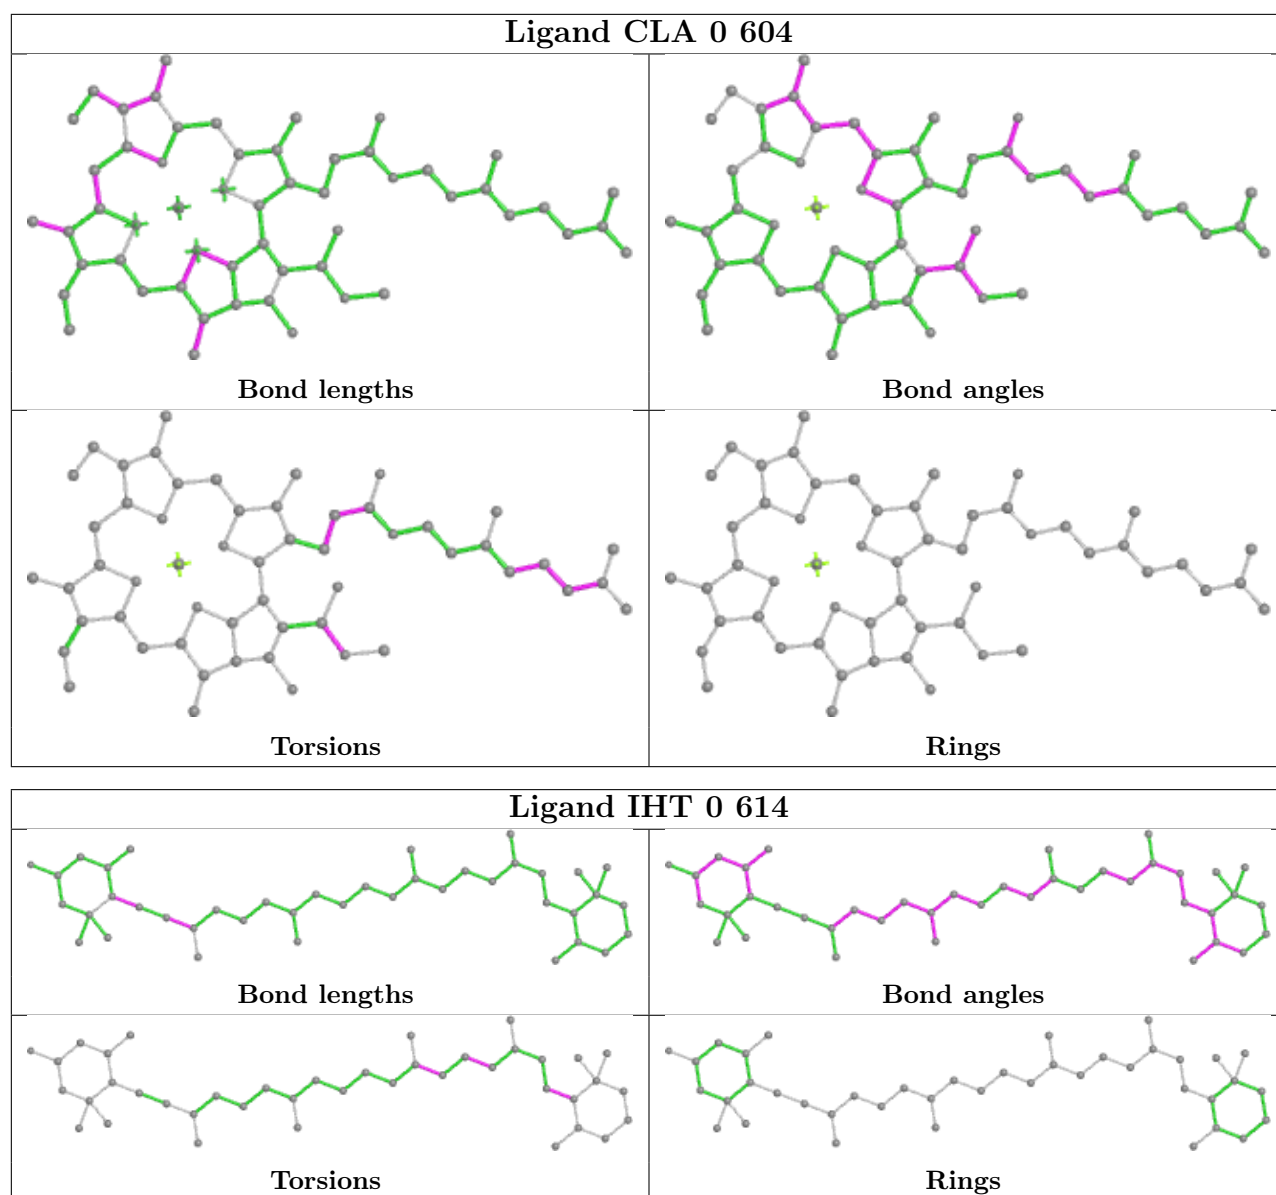 Ligand CLA 0 604
Bond lengths
Bond angles
Torsions
Rings
Ligand IHT 0 614
Bond lengths
Bond angles
Torsions
Rings